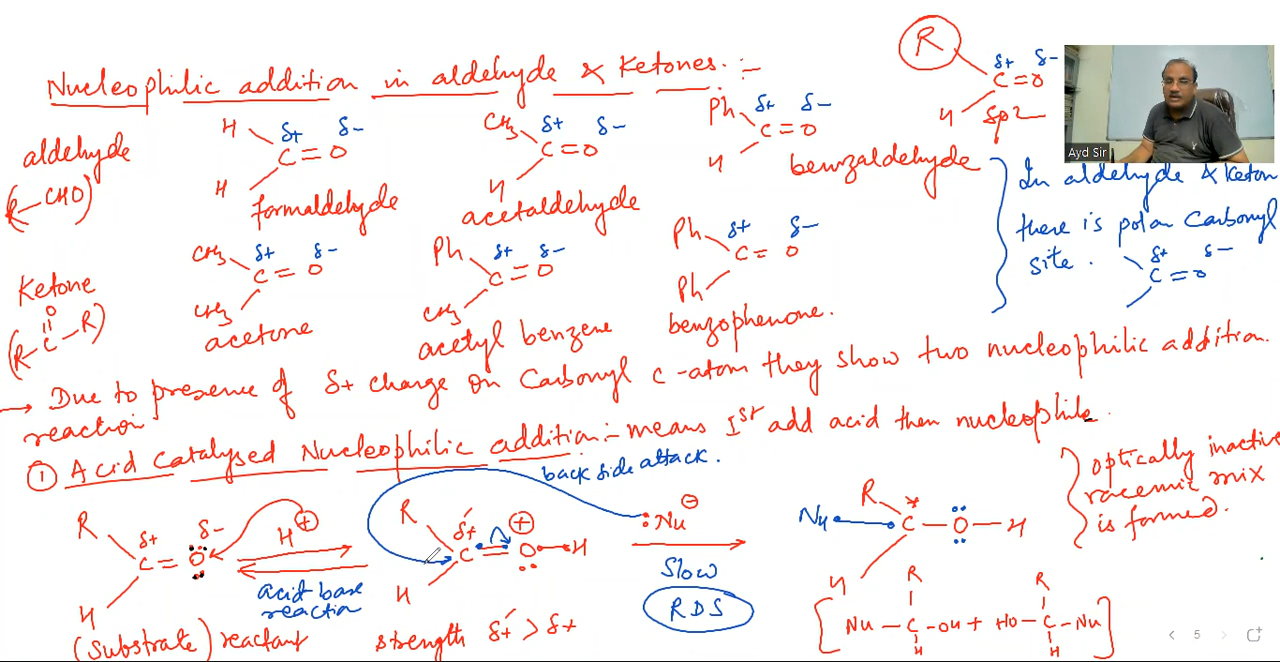 Nucleophilic addition in aldehyde & Ketones. :-
aldehyde
(R-CHO)
H
H
δ+ δ-
C=O
formaldehyde
CH3
H
δ+ δ-
C=O
acetaldehyde
Ph
H
δ+ δ-
C=O
benzaldehyde
R
H
δ+ δ-
C=O
sp2
Ayd Sir
In aldehyde & Keton
there is polar Carbonyl
site.
δ+ δ-
C=O
Ketone
O
(R-C-R)
CH3
CH3
δ+ δ-
C=O
acetone
Ph
CH3
δ+ δ-
C=O
acetyl benzene
Ph
Ph
δ+ δ-
C=O
benzophenone.
→ Due to presence of δ+ charge on Carbonyl C-atom they show two nucleophilic addition.
reaction
① Acid Catalysed Nucleophilic addition:- means Ist add acid then nucleophile.
back side attack.
R
δ+ δ-
C=O
H
H⊕
acid base
reaction
(Substrate) reactant
R
δ+́
⊕
C=O-H
H
strength δ+́ > δ+
:Nu⊖
Slow
RDS
R
*
Nu-C-O-H
H
optically inactive
racemic mix
is formed.
R R
[Nu-C-OH + HO-C-Nu]
H H
5